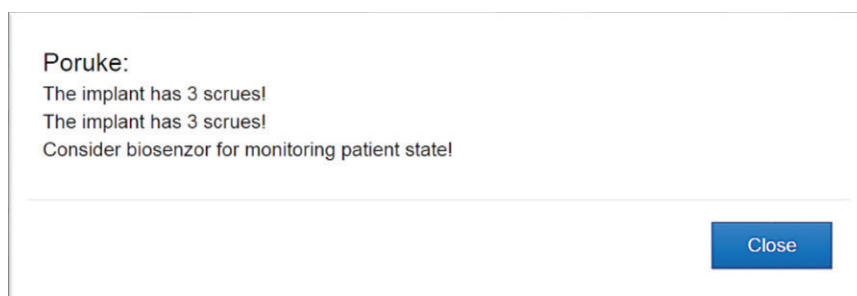 Poruke:
The implant has 3 scrues!
The implant has 3 scrues!
Consider biosenzor for monitoring patient state!
Close